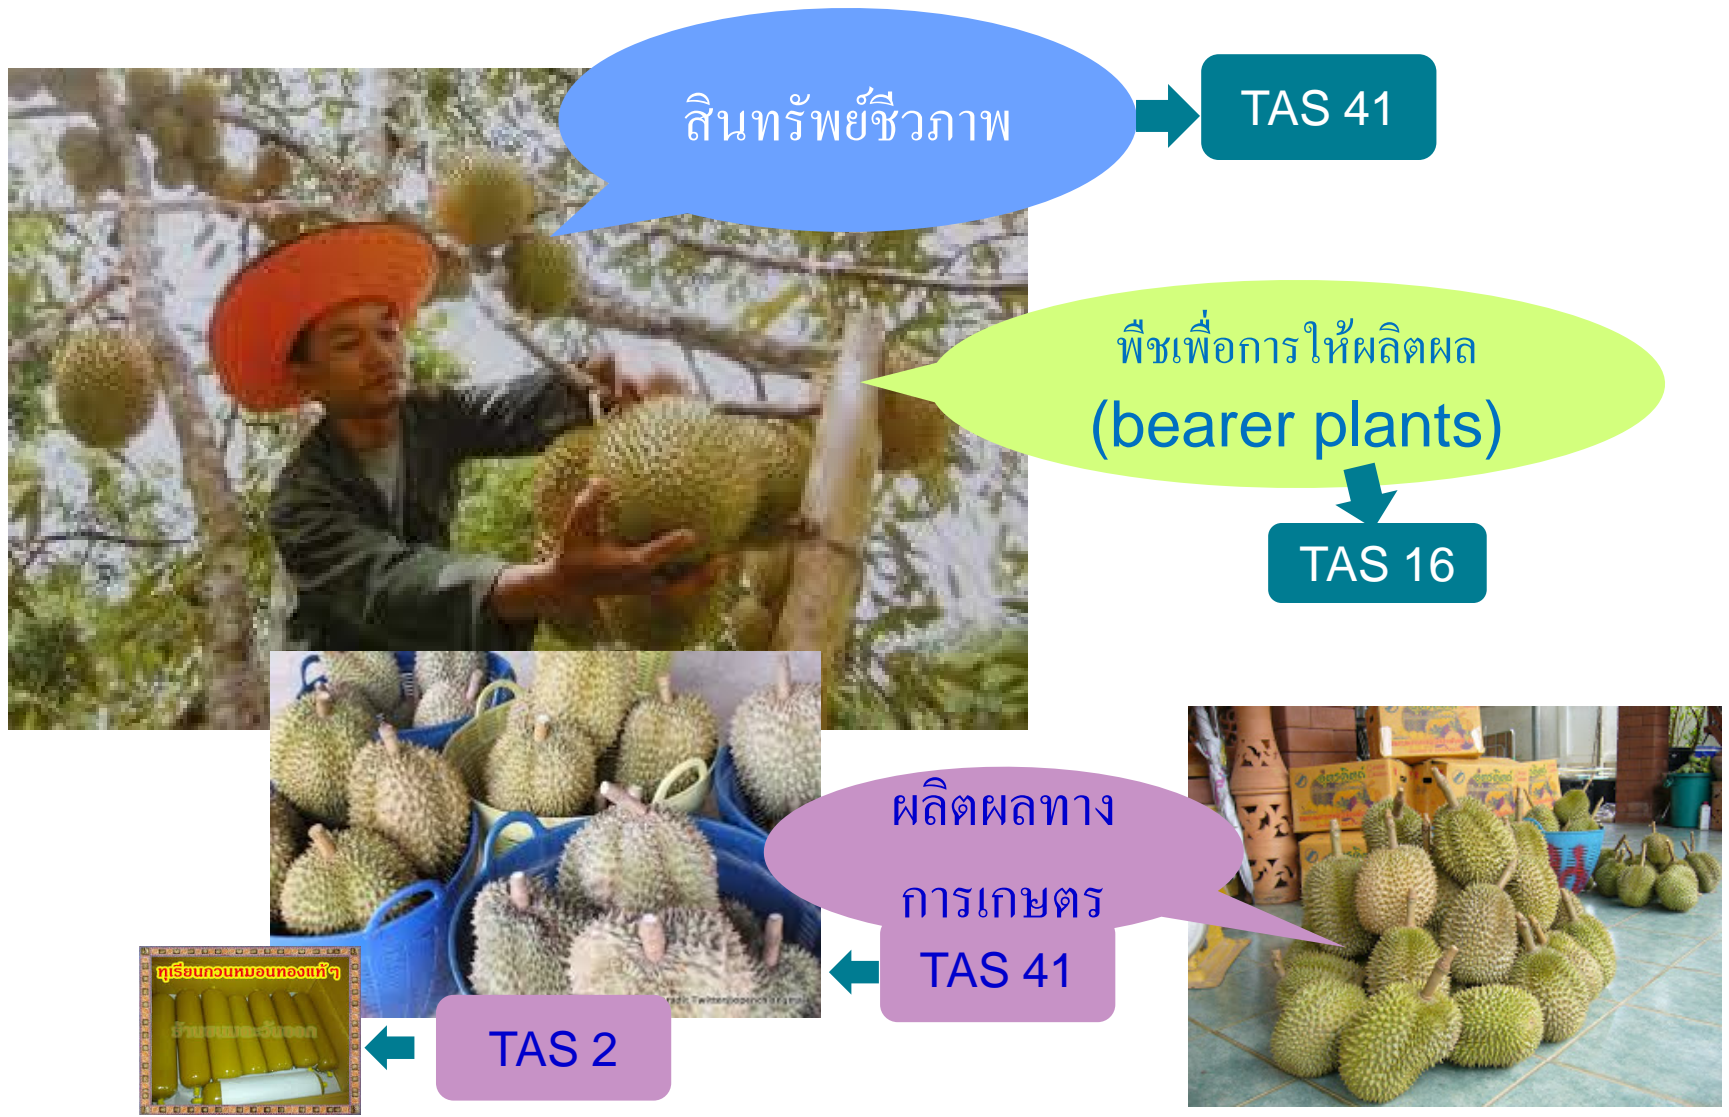 สินทรัพย์ชีวภาพ
TAS 41
พืชเพื่อการให้ผลิตผล
(bearer plants)
TAS 16
ผลิตผลทาง
การเกษตร
TAS 41
TAS 2
ทุเรียนกวนหมอนทองแท้ ๆ